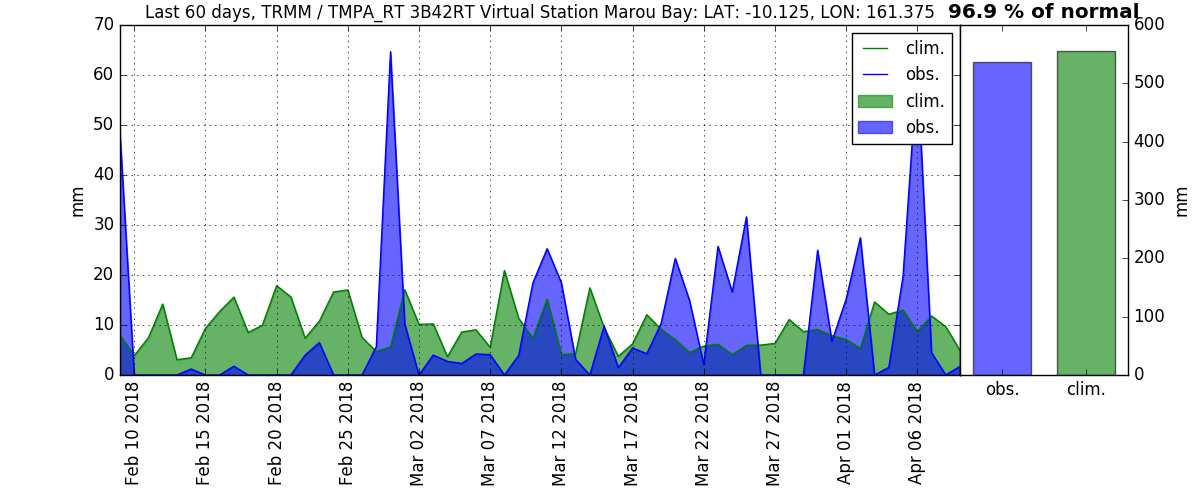 Last 60 days, TRMM / TMPA_RT 3B42RT Virtual Station Marou Bay: LAT: -10.125, LON: 161.375 96.9 % of normal
mm
70
60
50
40
30
20
10
0
clim.
obs.
clim.
obs.
600
500
400
300
200
100
0
mm
Feb 10 2018
Feb 15 2018
Feb 20 2018
Feb 25 2018
Mar 02 2018
Mar 07 2018
Mar 12 2018
Mar 17 2018
Mar 22 2018
Mar 27 2018
Apr 01 2018
Apr 06 2018
obs.
clim.